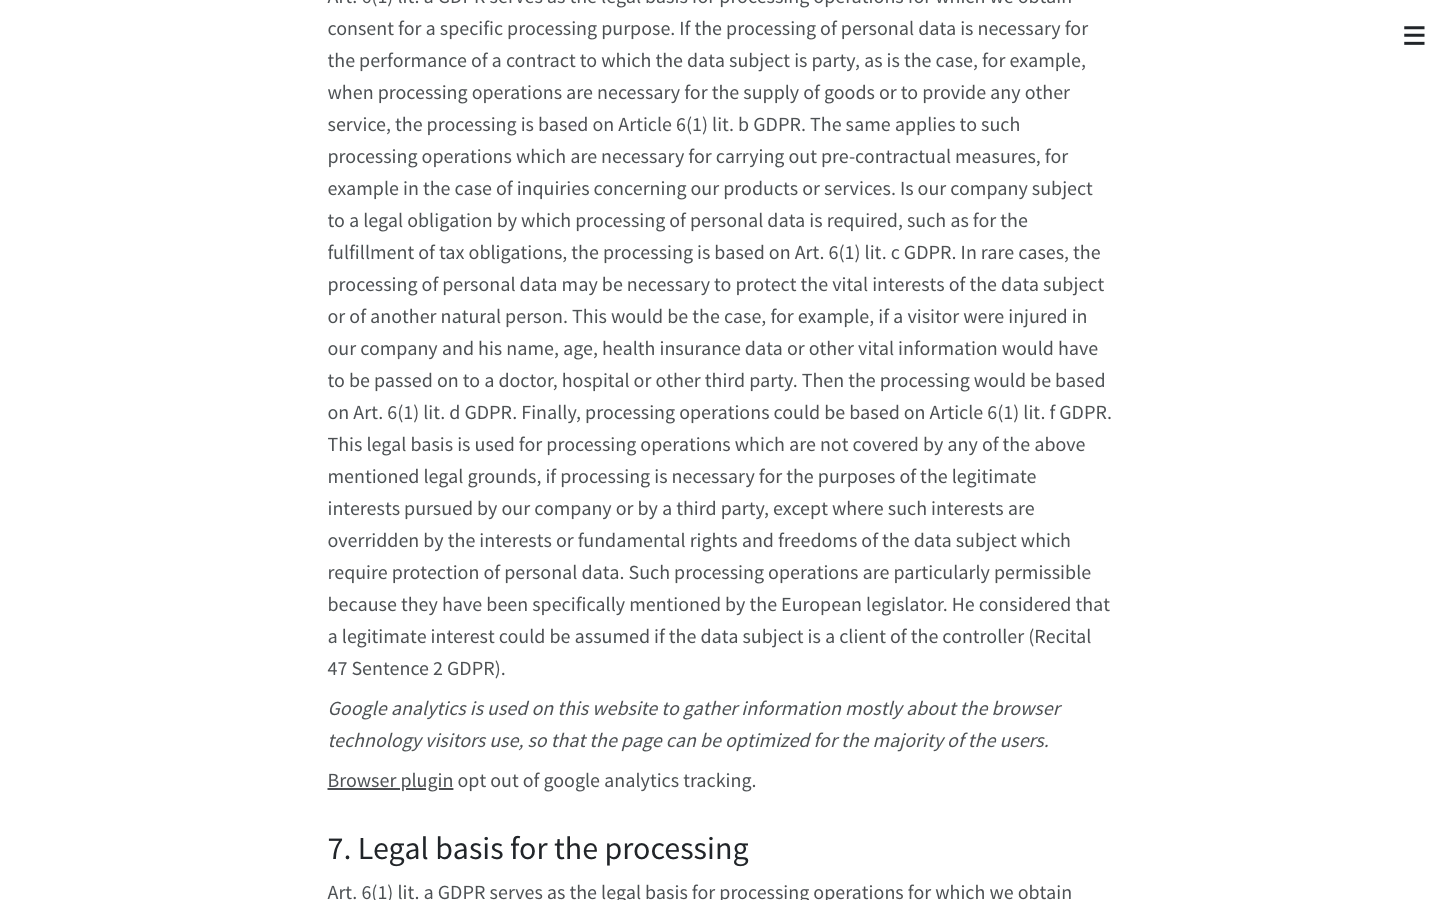 Art. 6(1) lit. a GDPR serves as the legal basis for processing operations for which we obtain
consent for a specific processing purpose. If the processing of personal data is necessary for
the performance of a contract to which the data subject is party, as is the case, for example,
when processing operations are necessary for the supply of goods or to provide any other
service, the processing is based on Article 6(1) lit. b GDPR. The same applies to such
processing operations which are necessary for carrying out pre-contractual measures, for
example in the case of inquiries concerning our products or services. Is our company subject
to a legal obligation by which processing of personal data is required, such as for the
fulfillment of tax obligations, the processing is based on Art. 6(1) lit. c GDPR. In rare cases, the
processing of personal data may be necessary to protect the vital interests of the data subject
or of another natural person. This would be the case, for example, if a visitor were injured in
our company and his name, age, health insurance data or other vital information would have
to be passed on to a doctor, hospital or other third party. Then the processing would be based
on Art. 6(1) lit. d GDPR. Finally, processing operations could be based on Article 6(1) lit. f GDPR.
This legal basis is used for processing operations which are not covered by any of the above
mentioned legal grounds, if processing is necessary for the purposes of the legitimate
interests pursued by our company or by a third party, except where such interests are
overridden by the interests or fundamental rights and freedoms of the data subject which
require protection of personal data. Such processing operations are particularly permissible
because they have been specifically mentioned by the European legislator. He considered that
a legitimate interest could be assumed if the data subject is a client of the controller (Recital
47 Sentence 2 GDPR).
Google analytics is used on this website to gather information mostly about the browser
technology visitors use, so that the page can be optimized for the majority of the users.
Browser plugin opt out of google analytics tracking.
7. Legal basis for the processing
Art. 6(1) lit. a GDPR serves as the legal basis for processing operations for which we obtain